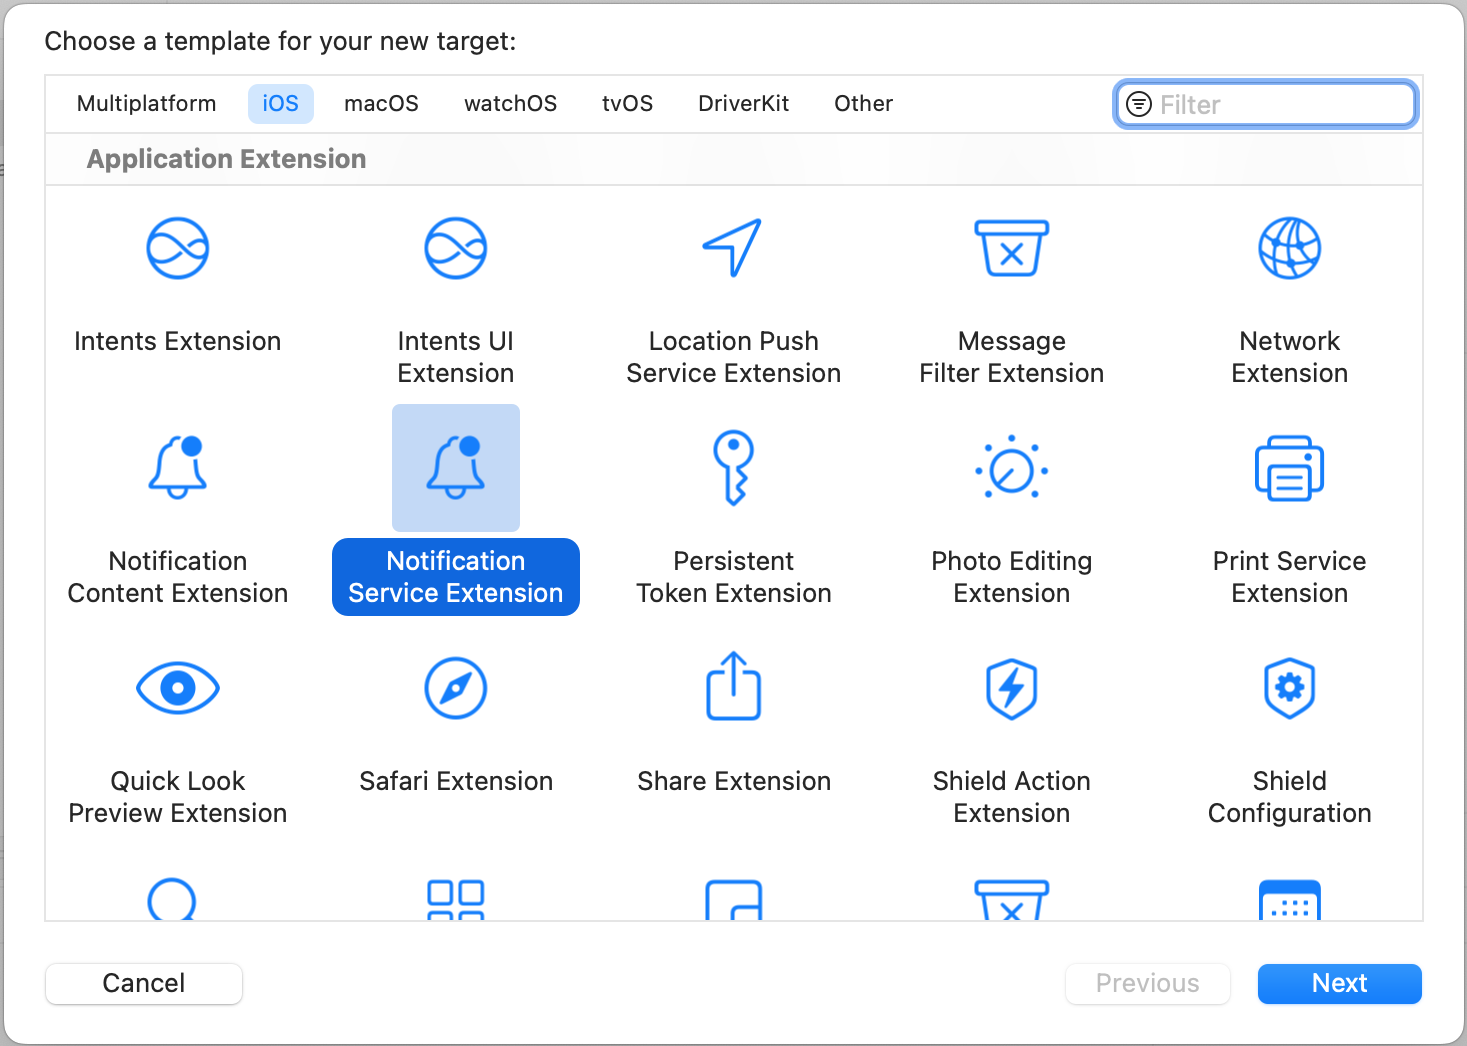 Choose a template for your new target:
Multiplatform iOS macOS watchOS tvOS DriverKit Other Filter
Application Extension
Intents Extension
Intents UI
Extension
Location Push
Service Extension
Message
Filter Extension
Network
Extension
Notification
Content Extension
Notification
Service Extension
Persistent
Token Extension
Photo Editing
Extension
Print Service
Extension
Quick Look
Preview Extension
Safari Extension
Share Extension
Shield Action
Extension
Shield
Configuration
Cancel Previous Next